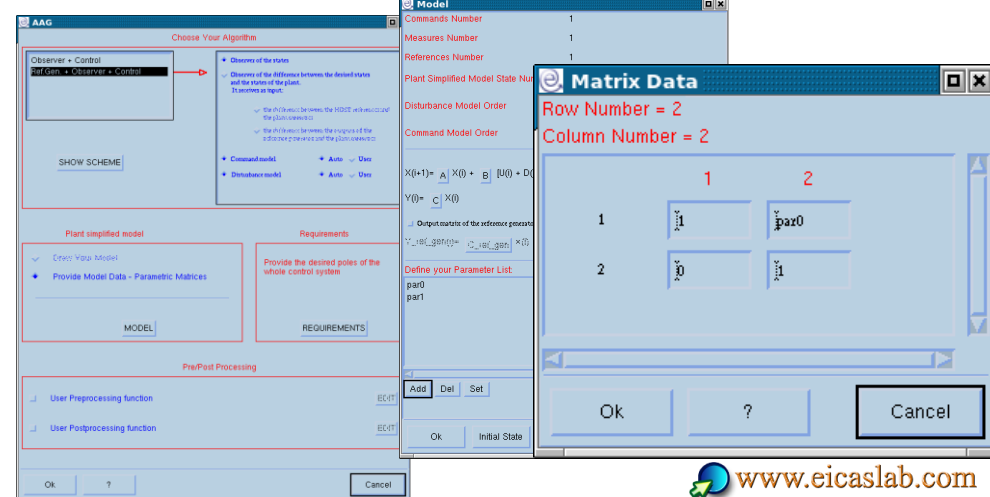 AAG
Choose Your Algorithm
Observer + Control
Ref.Gen. + Observer + Control
SHOW SCHEME
Observer of the states
Observer of the difference between the desired states
and the states of the plant.
It receives as input:
the difference between the HOST references and
the plant measures
the difference between the outputs of the
reference generator and the plant measures
Command model Auto User
Disturbance model Auto User
Plant simplified model
Draw Your Model
Provide Model Data - Parametric Matrices
MODEL
Requirements
Provide the desired poles of the
whole control system
REQUIREMENTS
Pre/Post Processing
User Preprocessing function EDIT
User Postprocessing function EDIT
Ok ? Cancel
Model
Commands Number 1
Measures Number 1
References Number 1
Plant Simplified Model State Nu
Disturbance Model Order
Command Model Order
X(i+1)= A X(i) + B [U(i) + D(
Y(i)= C X(i)
Output matrix of the reference generato
Y_ref_gen(i)= C_ref_gen X(i)
Define your Parameter List:
par0
par1
Add Del Set
Ok Initial State
Matrix Data
Row Number = 2
Column Number = 2
1 2
1 1 par0
2 0 1
Ok ? Cancel
www.eicaslab.com